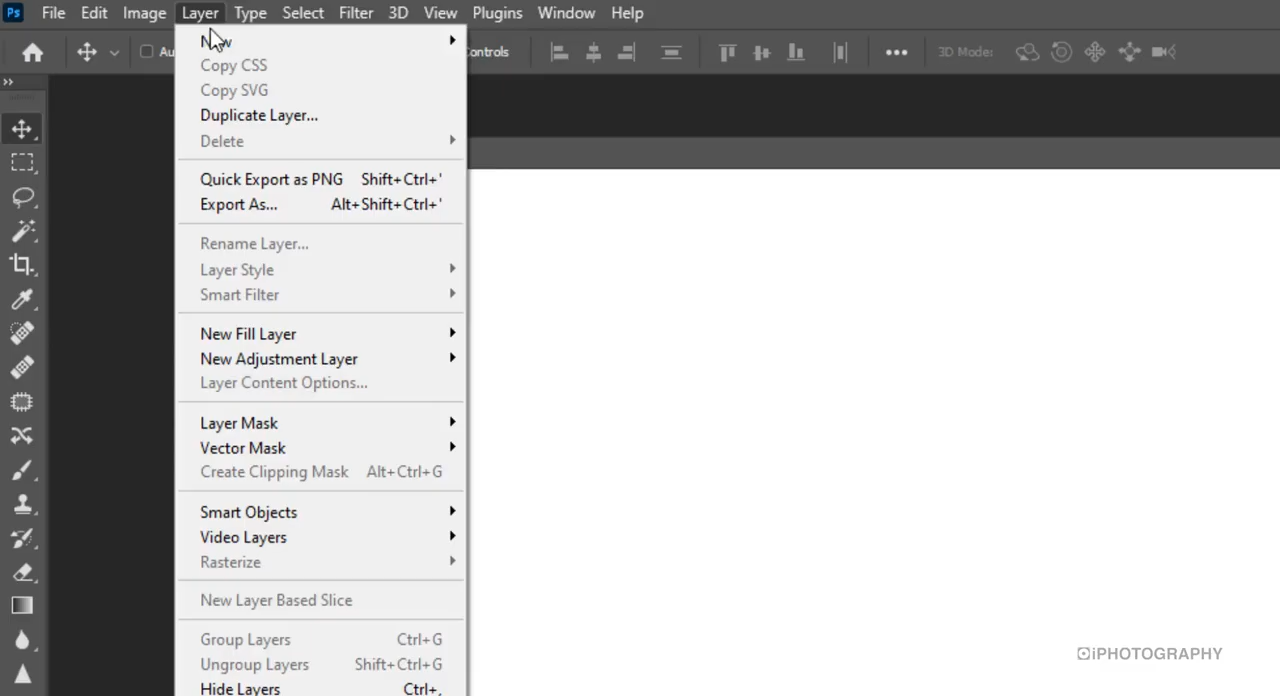 Ps File Edit Image Layer Type Select Filter 3D View Plugins Window Help
3D Mode:
Copy CSS
Copy SVG
Duplicate Layer...
Delete
Quick Export as PNG Shift+Ctrl+'
Export As... Alt+Shift+Ctrl+'
Rename Layer...
Layer Style
Smart Filter
New Fill Layer
New Adjustment Layer
Layer Content Options...
Layer Mask
Vector Mask
Create Clipping Mask Alt+Ctrl+G
Smart Objects
Video Layers
Rasterize
New Layer Based Slice
Group Layers Ctrl+G
Ungroup Layers Shift+Ctrl+G
Hide Layers Ctrl+,
iPHOTOGRAPHY